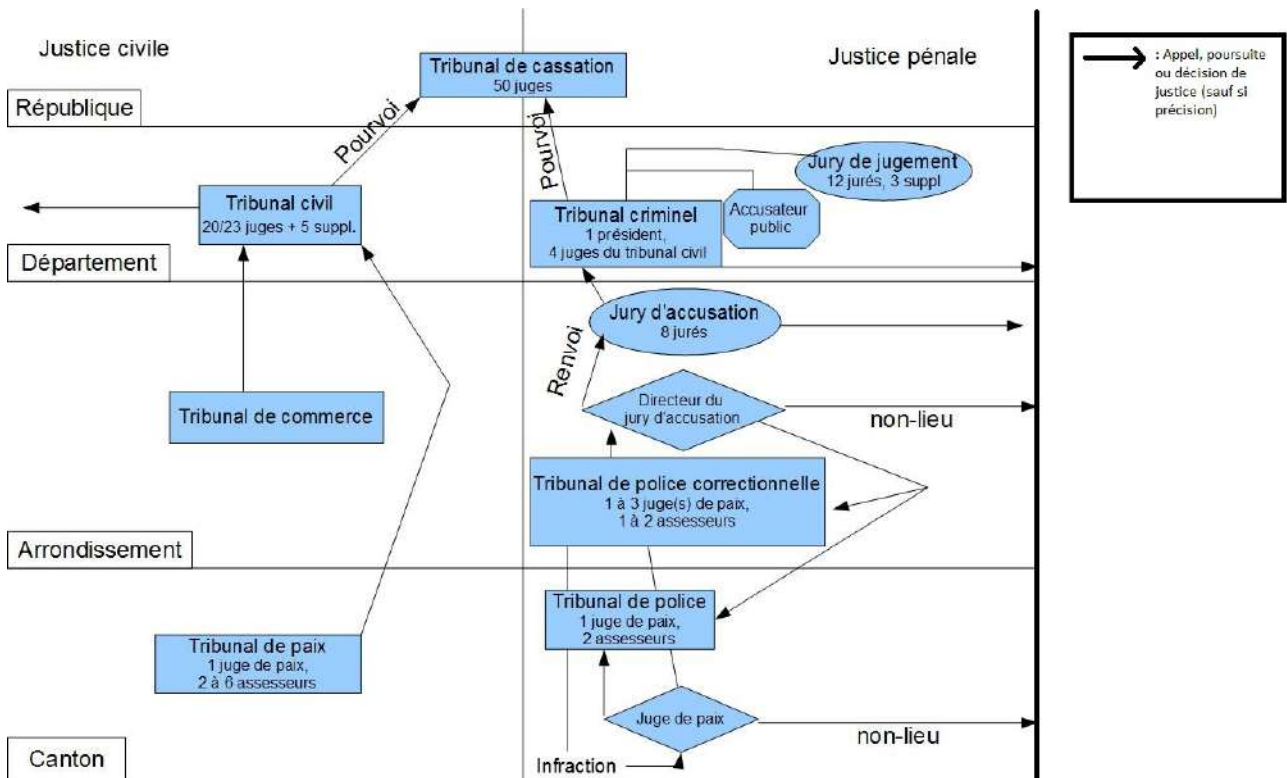 Justice civile
Justice pénale
Tribunal de cassation
50 juges
République
Pourvoi
Pourvoi
Jury de jugement
12 jurés, 3 suppl
Tribunal civil
20/23 juges + 5 suppl.
Tribunal criminel
1 président,
4 juges du tribunal civil
Accusateur
public
Département
Jury d'accusation
8 jurés
Renvoi
Tribunal de commerce
Directeur du
jury d'accusation
non-lieu
Tribunal de police correctionnelle
1 à 3 juge(s) de paix,
1 à 2 assesseurs
Arrondissement
Tribunal de police
1 juge de paix,
2 assesseurs
Tribunal de paix
1 juge de paix,
2 à 6 assesseurs
Juge de paix
non-lieu
Canton
Infraction
: Appel, poursuite
ou décision de
justice (sauf si
précision)